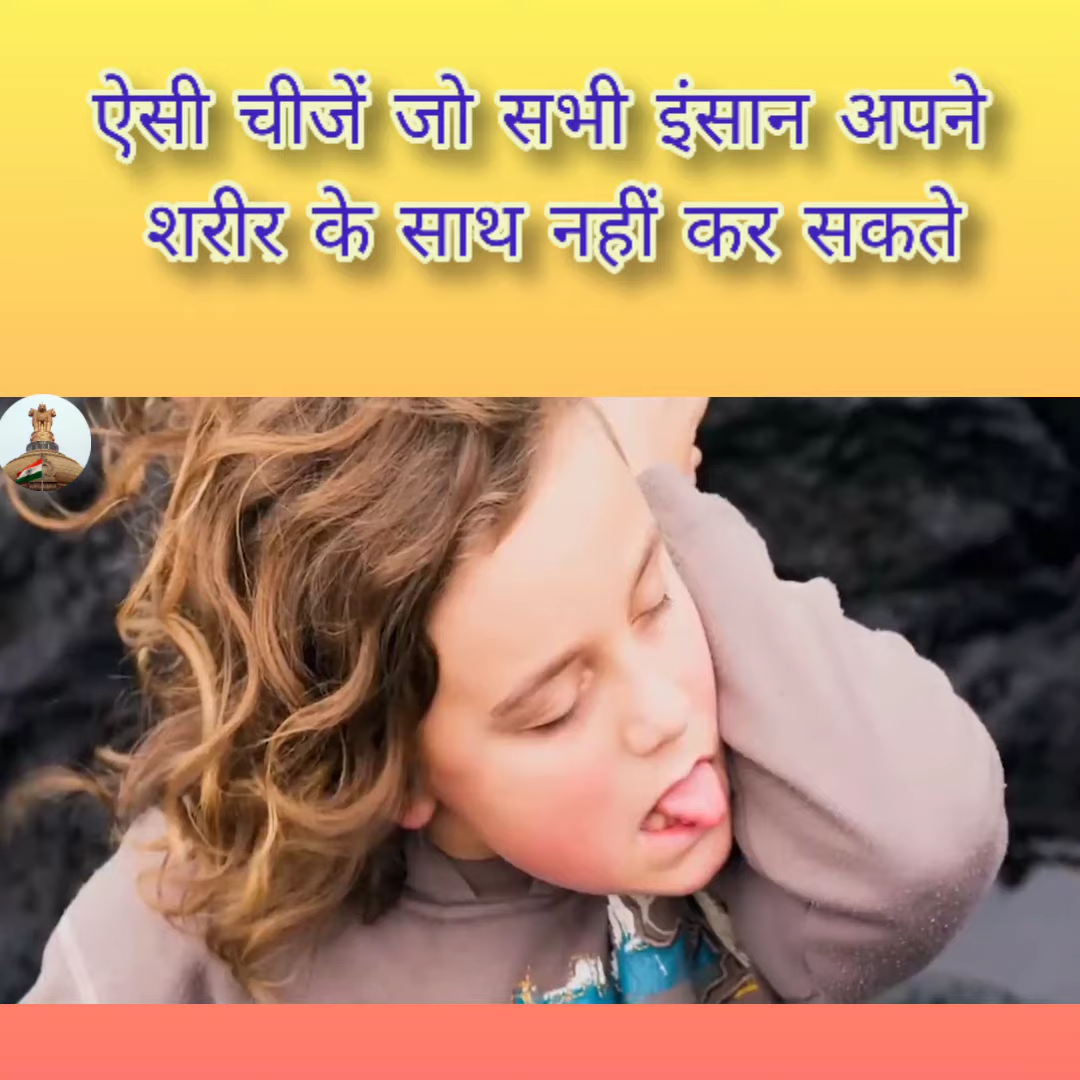 ऐसी चीजें जो सभी इंसान अपने
शरीर के साथ नहीं कर सकते